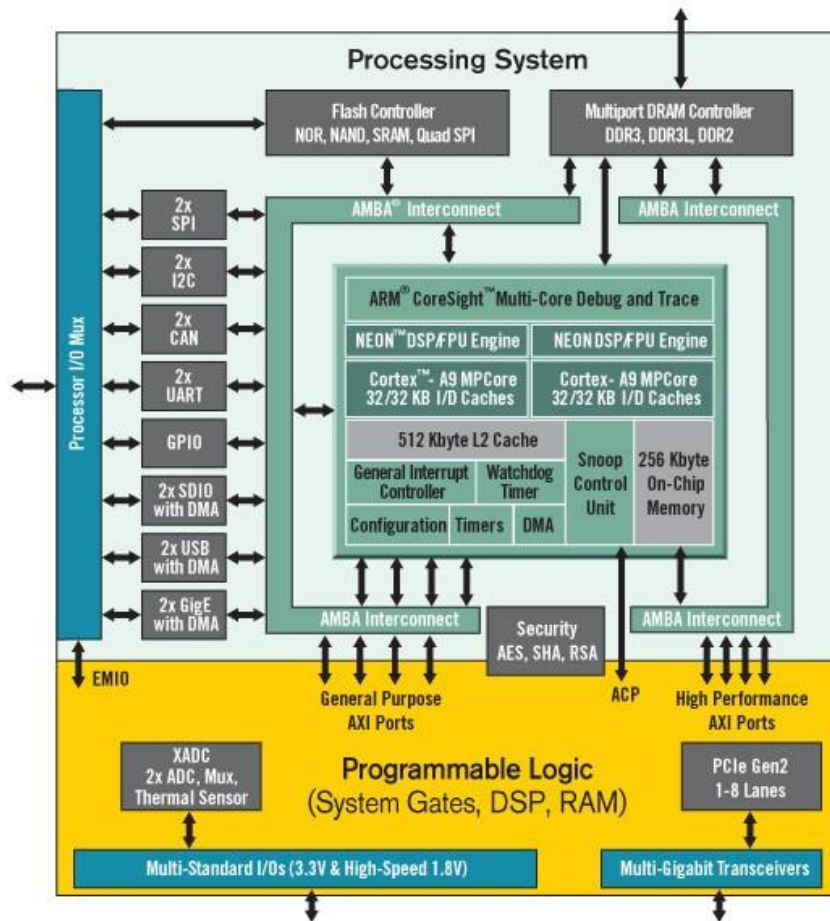 Processing System
Flash Controller
NOR, NAND, SRAM, Quad SPI
Multiport DRAM Controller
DDR3, DDR3L, DDR2
AMBA® Interconnect
AMBA Interconnect
Processor I/O Mux
2x
SPI
2x
I2C
2x
CAN
2x
UART
GPIO
2x SDIO
with DMA
2x USB
with DMA
2x GigE
with DMA
ARM® CoreSight™ Multi-Core Debug and Trace
NEON™ DSP/FPU Engine
NEON DSP/FPU Engine
Cortex™- A9 MPCore
32/32 KB I/D Caches
Cortex- A9 MPCore
32/32 KB I/D Caches
512 Kbyte L2 Cache
General Interrupt
Controller
Watchdog
Timer
Configuration
Timers
DMA
Snoop
Control
Unit
256 Kbyte
On-Chip
Memory
AMBA Interconnect
AMBA Interconnect
Security
AES, SHA, RSA
EMIO
General Purpose
AXI Ports
ACP
High Performance
AXI Ports
XADC
2x ADC, Mux,
Thermal Sensor
Programmable Logic
(System Gates, DSP, RAM)
PCIe Gen2
1-8 Lanes
Multi-Standard I/Os (3.3V & High-Speed 1.8V)
Multi-Gigabit Transceivers